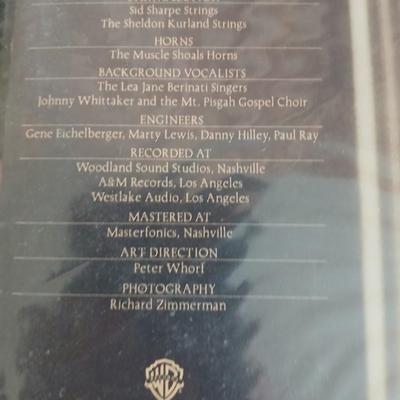 Sid Sharpe Strings
The Sheldon Kurland Strings
HORNS
The Muscle Shoals Horns
BACKGROUND VOCALISTS
The Lea Jane Berinati Singers
Johnny Whittaker and the Mt. Pisgah Gospel Choir
ENGINEERS
Gene Eichelberger, Marty Lewis, Danny Hilley, Paul Ray
RECORDED AT
Woodland Sound Studios, Nashville
A&M Records, Los Angeles
Westlake Audio, Los Angeles
MASTERED AT
Masterfonics, Nashville
ART DIRECTION
Peter Whorf
PHOTOGRAPHY
Richard Zimmerman